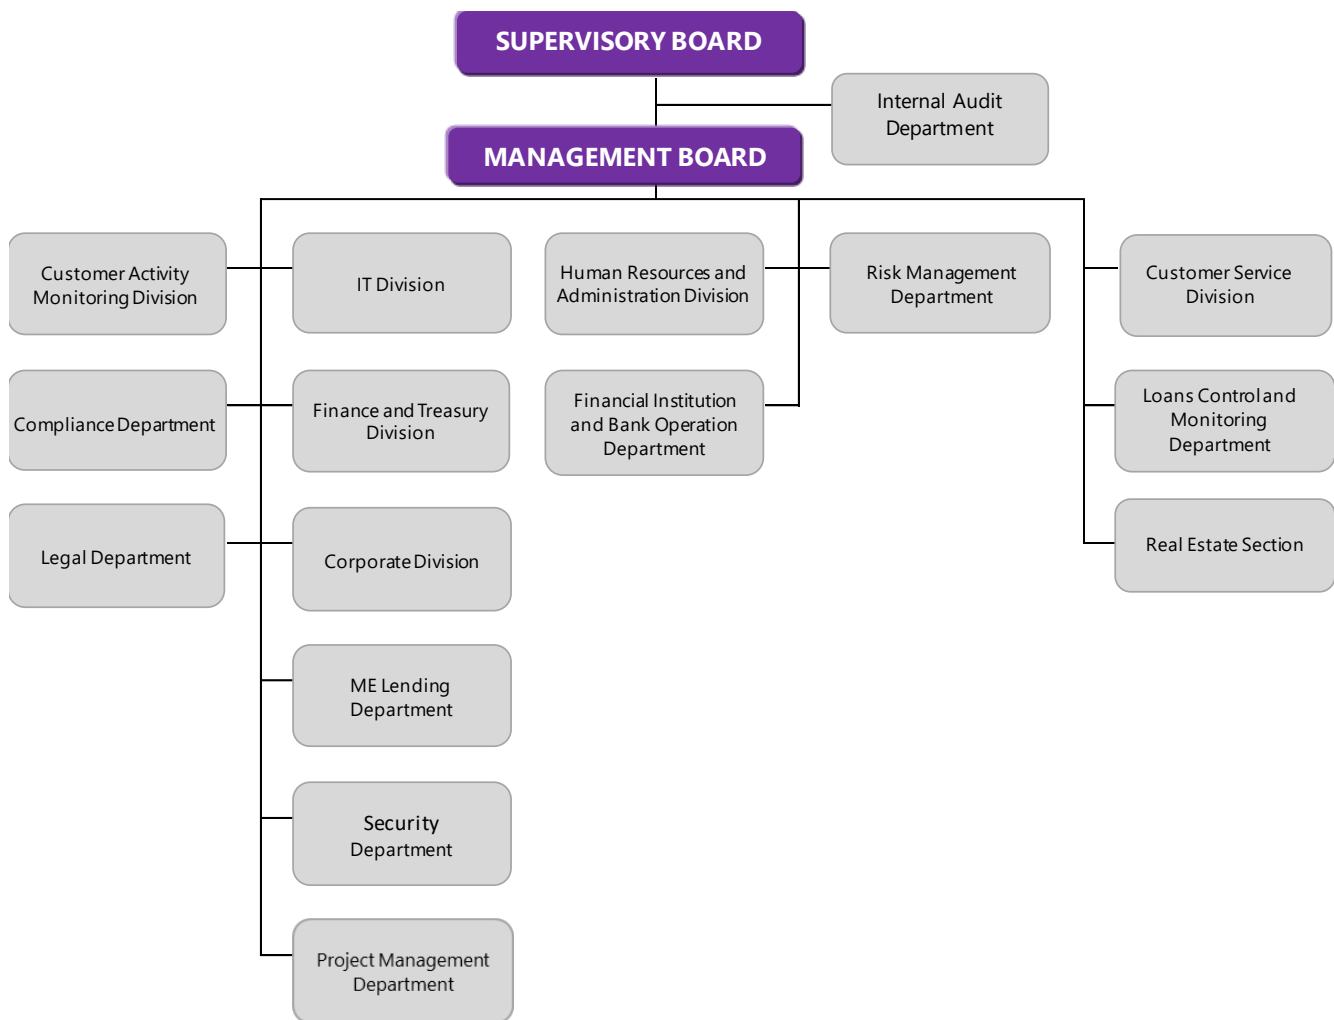 SUPERVISORY BOARD
Internal Audit
Department
MANAGEMENT BOARD
Customer Activity
Monitoring Division
IT Division
Human Resources and
Administration Division
Risk Management
Department
Customer Service
Division
Compliance Department
Finance and Treasury
Division
Financial Institution
and Bank Operation
Department
Loans Control and
Monitoring
Department
Legal Department
Corporate Division
Real Estate Section
ME Lending
Department
Security
Department
Project Management
Department